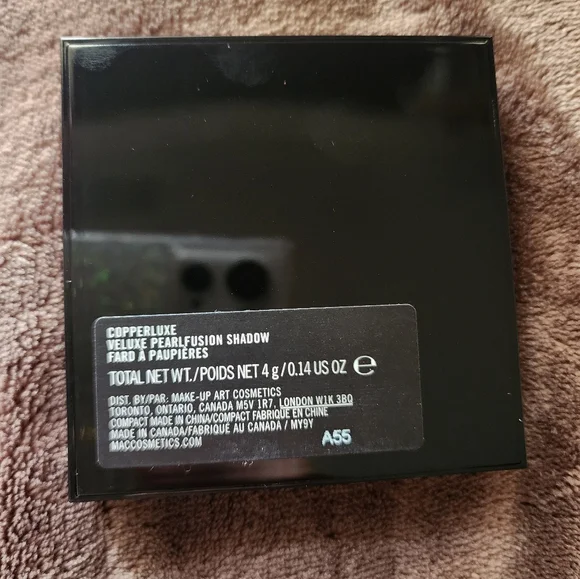 COPPERLUXE
VELUXE PEARLFUSION SHADOW
FARD À PAUPIÈRES
TOTAL NET WT./POIDS NET 4 g/0.14 US OZ ℮
DIST. BY/PAR. MAKE-UP ART COSMETICS
TORONTO, ONTARIO, CANADA M5V 1R7, LONDON W1K 3BQ
COMPACT MADE IN CHINA/COMPACT FABRIQUÉ EN CHINE
MADE IN CANADA/FABRIQUÉ AU CANADA / MY9Y
MACCOSMETICS.COM
A55